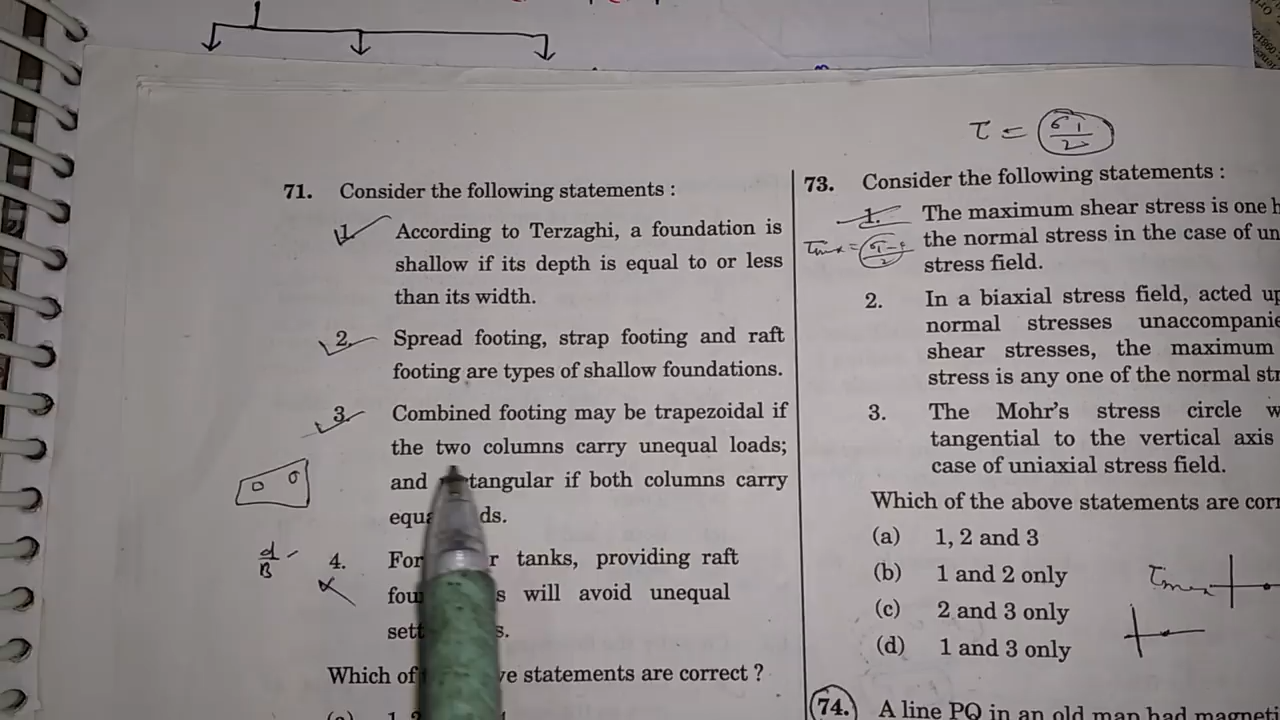 τ = σ1/2
71. Consider the following statements :
1. According to Terzaghi, a foundation is
shallow if its depth is equal to or less
than its width.
2. Spread footing, strap footing and raft
footing are types of shallow foundations.
3. Combined footing may be trapezoidal if
the two columns carry unequal loads;
and tangular if both columns carry
equa ds.
d/B
4. For r tanks, providing raft
fou s will avoid unequal
sett s.
Which of ve statements are correct ?
73. Consider the following statements :
1. The maximum shear stress is one h
the normal stress in the case of un
stress field.
2. In a biaxial stress field, acted up
normal stresses unaccompanie
shear stresses, the maximum
stress is any one of the normal str
3. The Mohr's stress circle w
tangential to the vertical axis
case of uniaxial stress field.
Which of the above statements are corr
(a) 1, 2 and 3
(b) 1 and 2 only
(c) 2 and 3 only
(d) 1 and 3 only
τmax
74. A line PQ in an old map had magneti